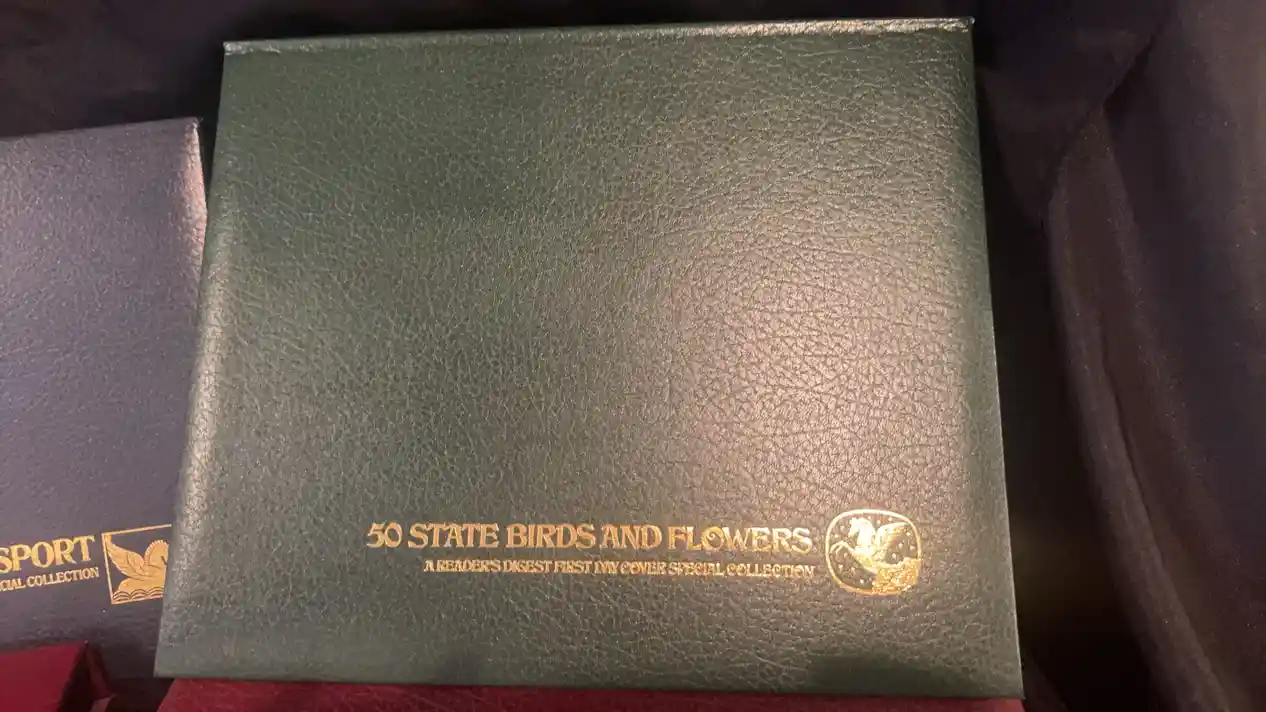 50 STATE BIRDS AND FLOWERS
A READER'S DIGEST FIRST DAY COVER SPECIAL COLLECTION
SPORT
CIAL COLLECTION